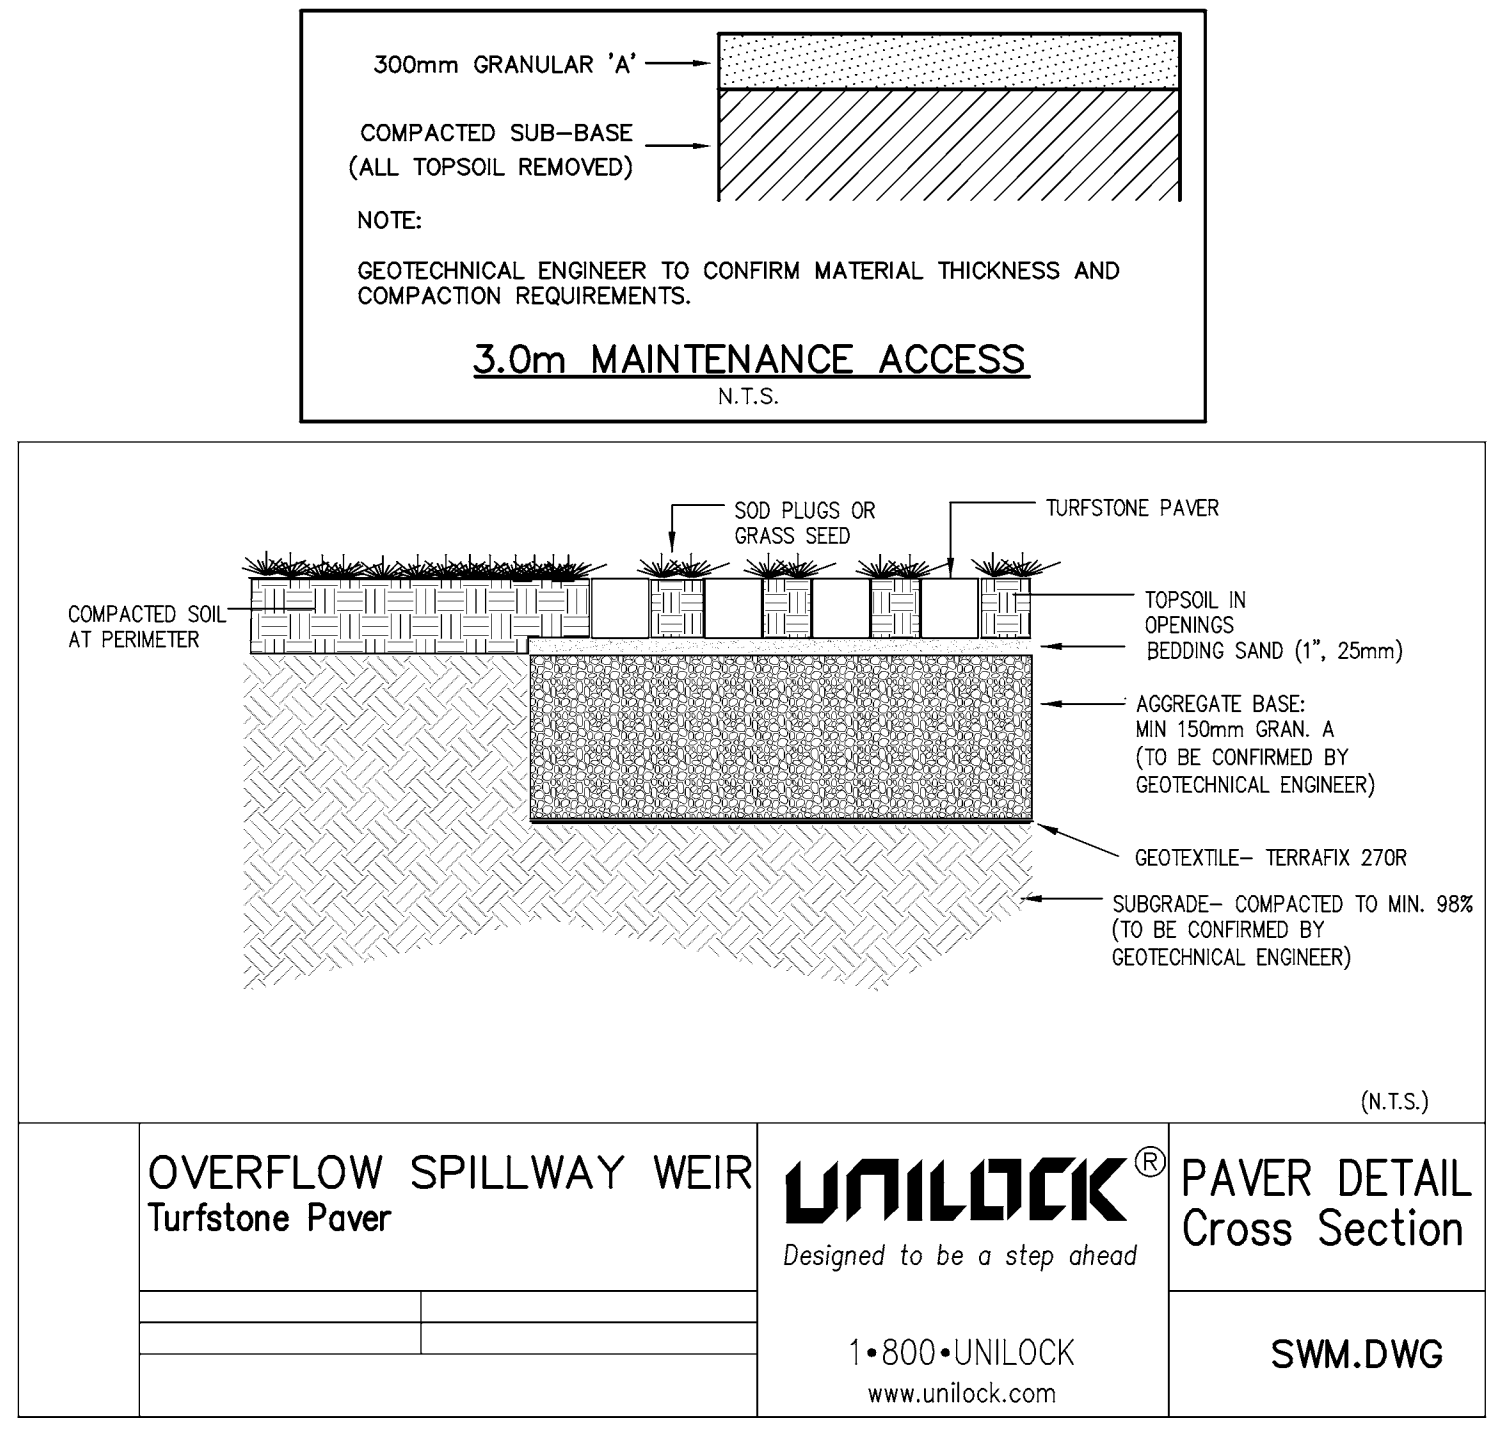 300mm GRANULAR 'A'
COMPACTED SUB-BASE
(ALL TOPSOIL REMOVED)
NOTE:
GEOTECHNICAL ENGINEER TO CONFIRM MATERIAL THICKNESS AND
COMPACTION REQUIREMENTS.
3.0m MAINTENANCE ACCESS
N.T.S.
SOD PLUGS OR
GRASS SEED
TURFSTONE PAVER
COMPACTED SOIL
AT PERIMETER
TOPSOIL IN
OPENINGS
BEDDING SAND (1", 25mm)
AGGREGATE BASE:
MIN 150mm GRAN. A
(TO BE CONFIRMED BY
GEOTECHNICAL ENGINEER)
GEOTEXTILE- TERRAFIX 270R
SUBGRADE- COMPACTED TO MIN. 98%
(TO BE CONFIRMED BY
GEOTECHNICAL ENGINEER)
(N.T.S.)
OVERFLOW SPILLWAY WEIR
Turfstone Paver
UNILOCK®
Designed to be a step ahead
1•800•UNILOCK
www.unilock.com
PAVER DETAIL
Cross Section
SWM.DWG